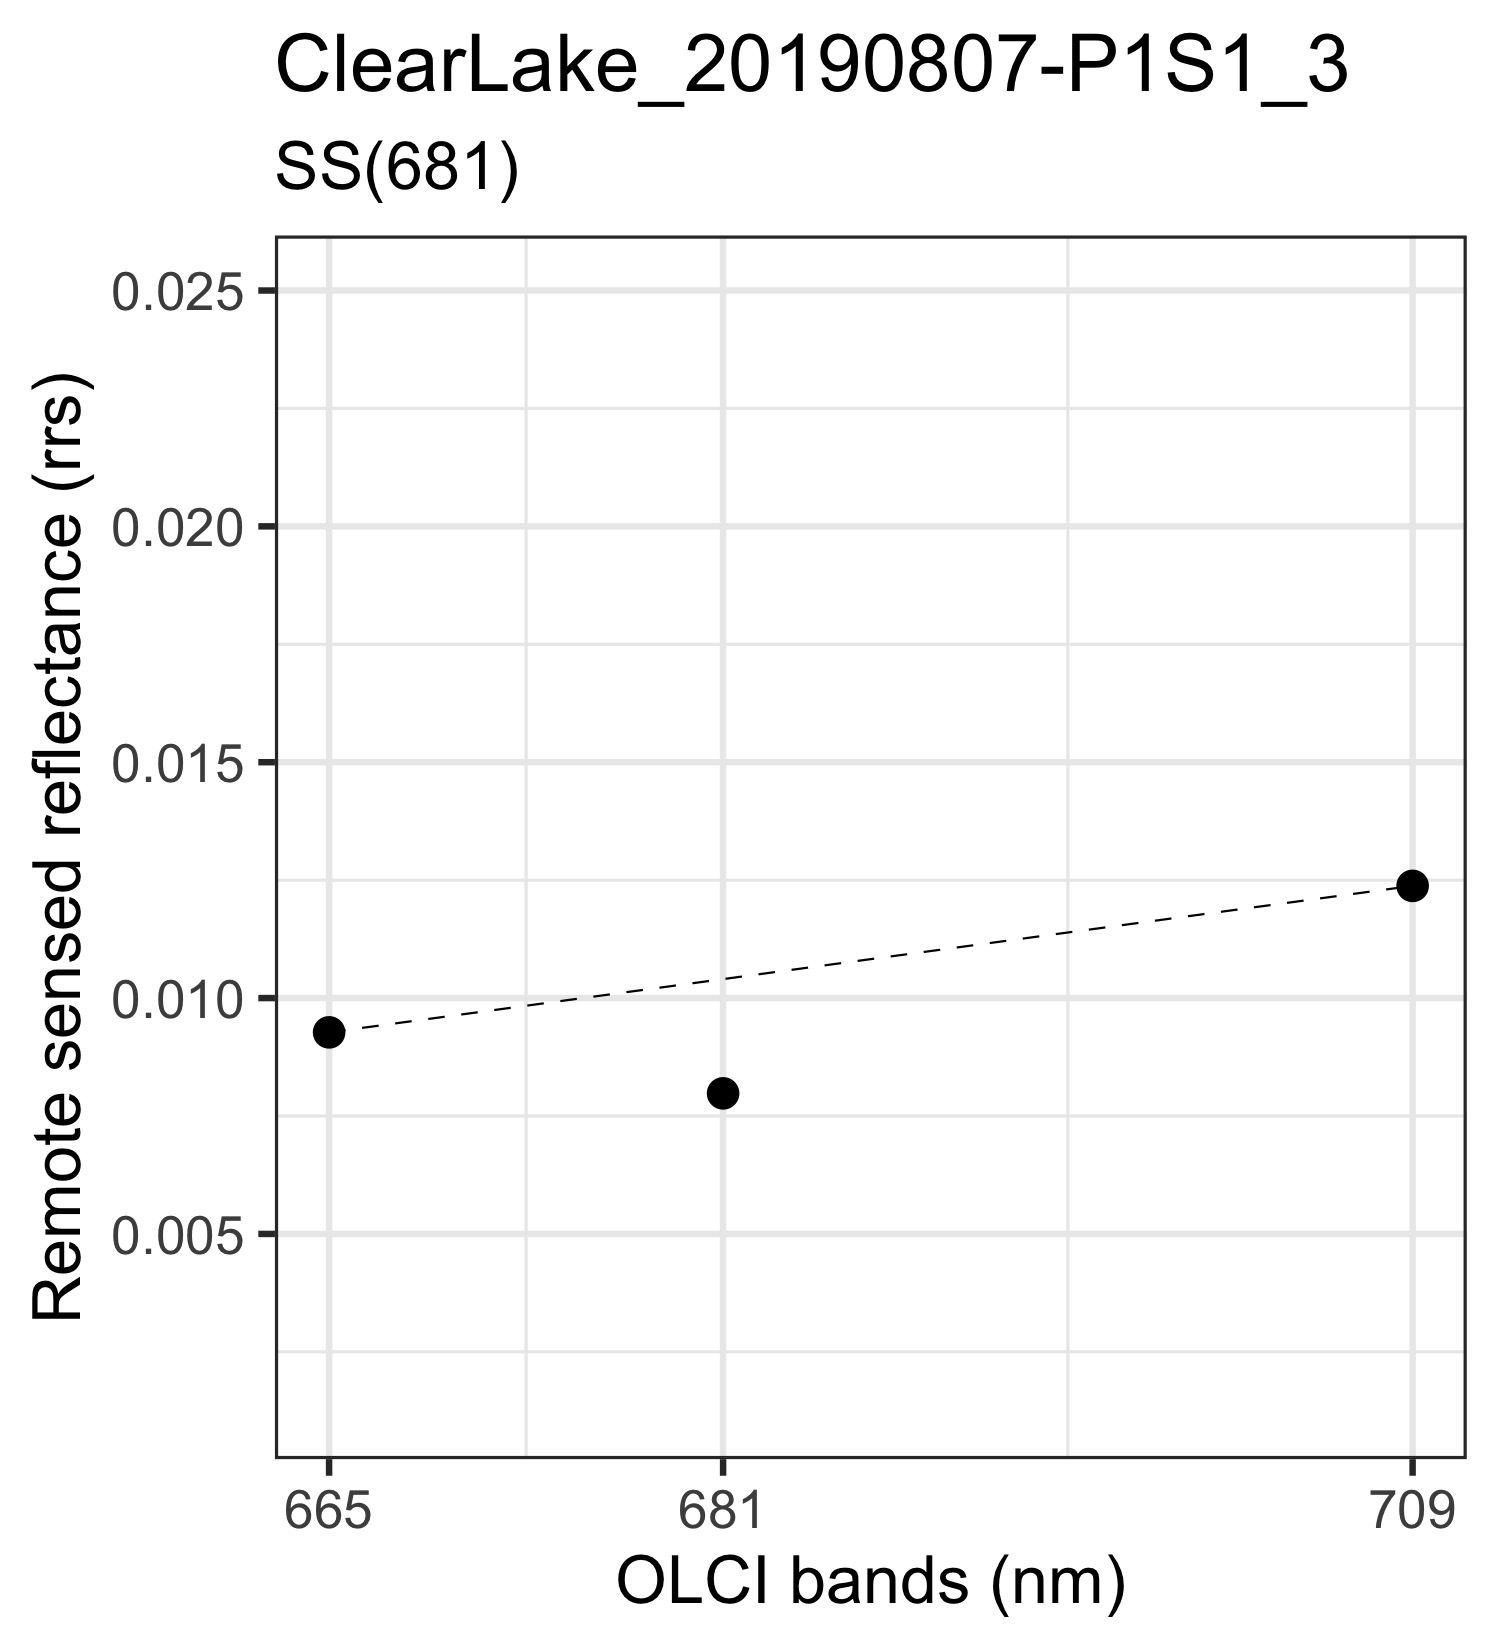 ClearLake_20190807-P1S1_3
SS(681)
Remote sensed reflectance (rrs)
0.025
0.020
0.015
0.010
0.005
665 681 709
OLCI bands (nm)